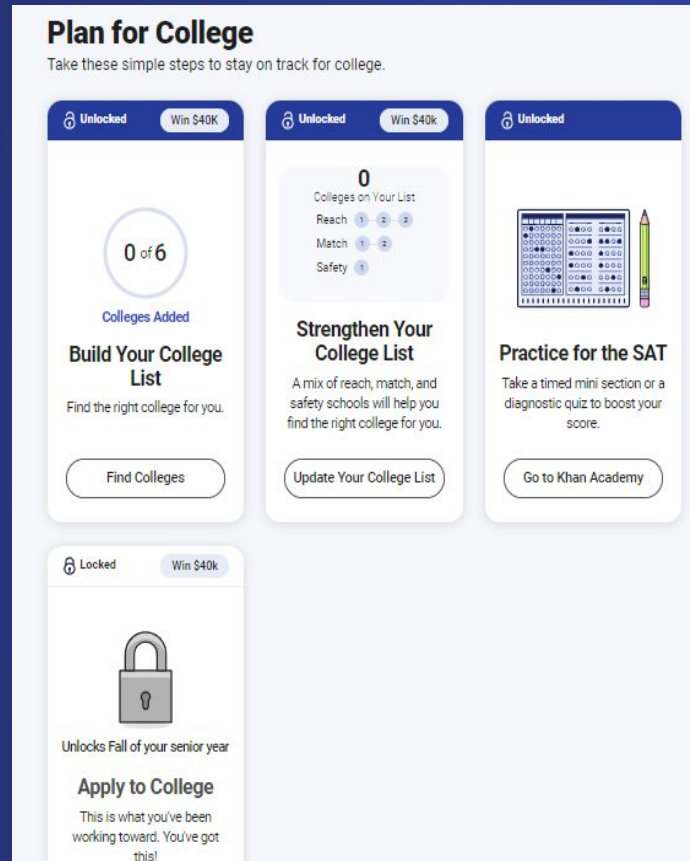 Plan for College
Take these simple steps to stay on track for college.
Unlocked
Win $40K
0 of 6
Colleges Added
Build Your College
List
Find the right college for you.
Find Colleges
Unlocked
Win $40k
0
Colleges on Your List
Reach 1 2 3
Match 1 2
Safety 1
Strengthen Your
College List
A mix of reach, match, and
safety schools will help you
find the right college for you.
Update Your College List
Unlocked
Practice for the SAT
Take a timed mini section or a
diagnostic quiz to boost your
score.
Go to Khan Academy
Locked
Win $40k
Unlocks Fall of your senior year
Apply to College
This is what you've been
working toward. You've got
this!